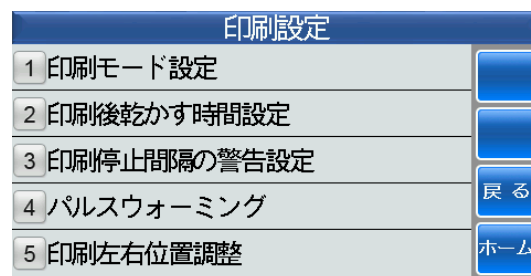 印刷設定
1 印刷モード設定
2 印刷後乾かす時間設定
3 印刷停止間隔の警告設定
4 パルスウォーミング
5 印刷左右位置調整
戻る
ホーム